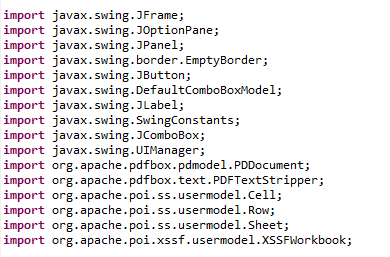 import javax.swing.JFrame;
import javax.swing.JOptionPane;
import javax.swing.JPanel;
import javax.swing.border.EmptyBorder;
import javax.swing.JButton;
import javax.swing.DefaultComboBoxModel;
import javax.swing.JLabel;
import javax.swing.SwingConstants;
import javax.swing.JComboBox;
import javax.swing.UIManager;
import org.apache.pdfbox.pdmodel.PDDocument;
import org.apache.pdfbox.text.PDFTextStripper;
import org.apache.poi.ss.usermodel.Cell;
import org.apache.poi.ss.usermodel.Row;
import org.apache.poi.ss.usermodel.Sheet;
import org.apache.poi.xssf.usermodel.XSSFWorkbook;